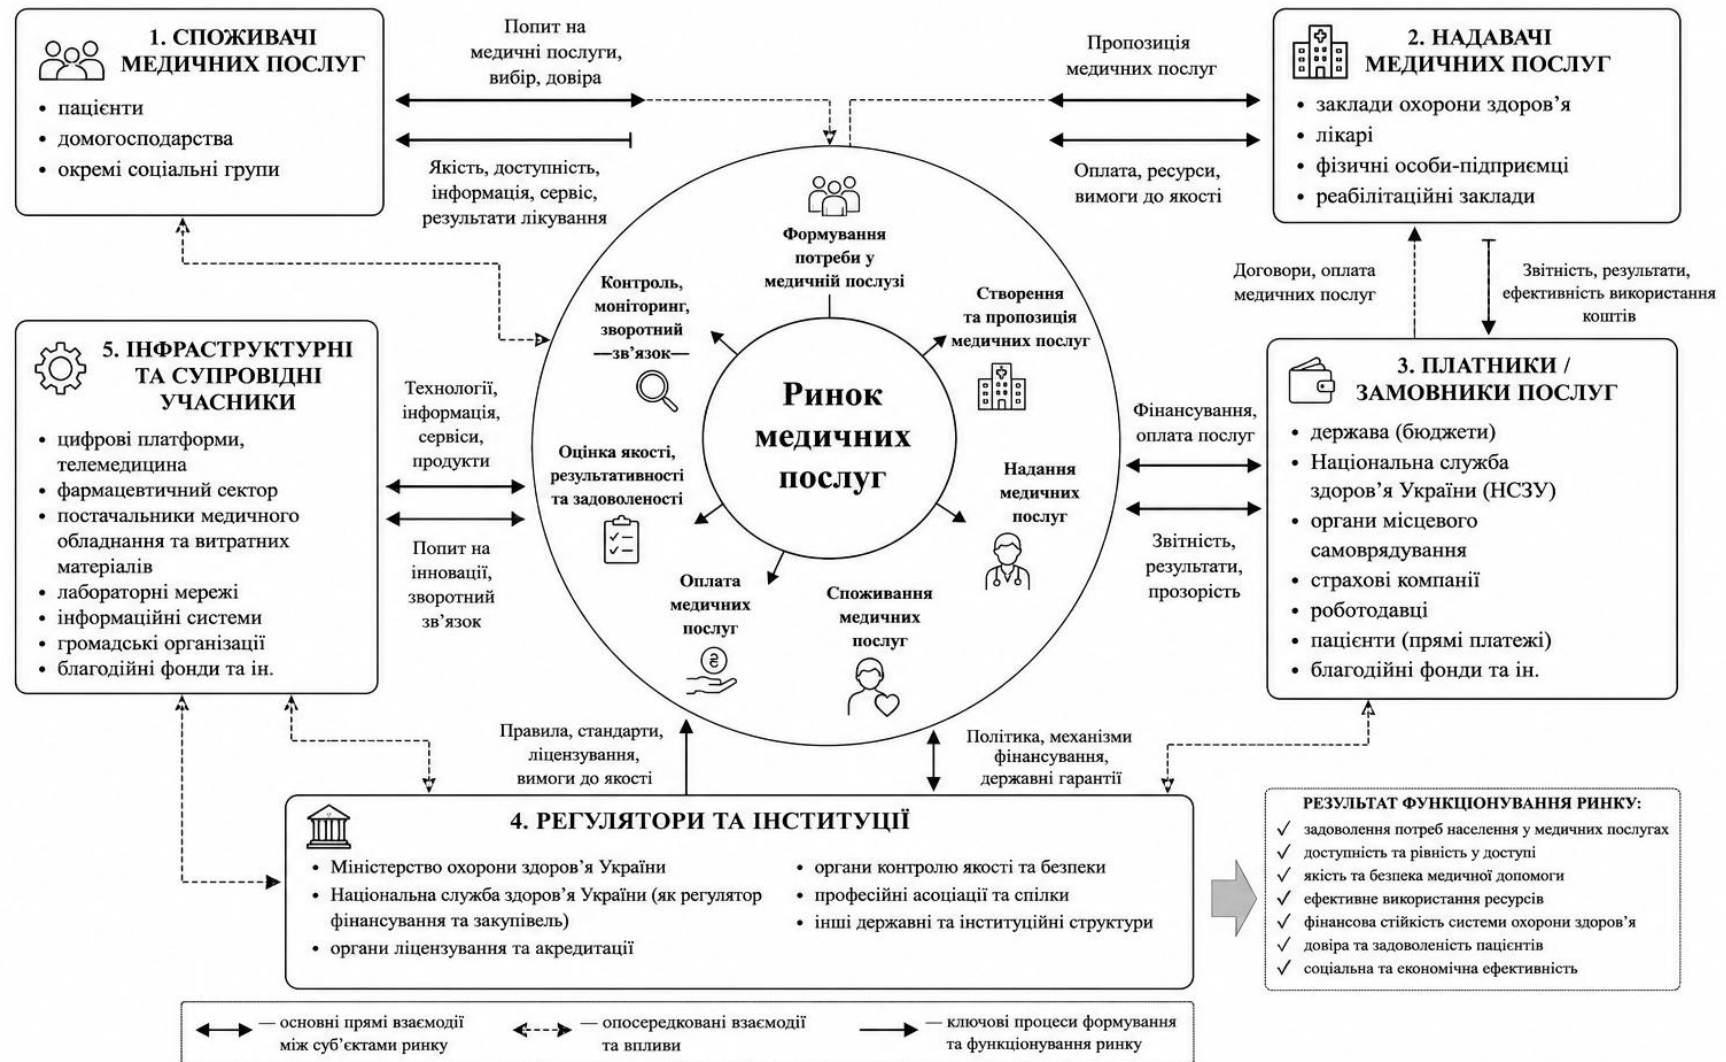 1. СПОЖИВАЧІ
МЕДИЧНИХ ПОСЛУГ
• пацієнти
• домогосподарства
• окремі соціальні групи
Попит на
медичні послуги,
вибір, довіра
Якість, доступність,
інформація, сервіс,
результати лікування
Пропозиція
медичних послуг
Оплата, ресурси,
вимоги до якості
2. НАДАВАЧІ
МЕДИЧНИХ ПОСЛУГ
• заклади охорони здоров’я
• лікарі
• фізичні особи-підприємці
• реабілітаційні заклади
Договори, оплата
медичних послуг
Звітність, результати,
ефективність використання
коштів
Формування
потреби у
медичній послузі
Створення
та пропозиція
медичних послуг
Надання
медичних
послуг
Споживання
медичних
послуг
Оплата
медичних
послуг
₴
Оцінка якості,
результативності
та задоволеності
Контроль,
моніторинг,
зворотний
—зв’язок—
Ринок
медичних
послуг
5. ІНФРАСТРУКТУРНІ
ТА СУПРОВІДНІ
УЧАСНИКИ
• цифрові платформи,
телемедицина
• фармацевтичний сектор
• постачальники медичного
обладнання та витратних
матеріалів
• лабораторні мережі
• інформаційні системи
• громадські організації
• благодійні фонди та ін.
Технології,
інформація,
сервіси,
продукти
Попит на
інновації,
зворотний
зв’язок
Фінансування,
оплата послуг
Звітність,
результати,
прозорість
3. ПЛАТНИКИ /
ЗАМОВНИКИ ПОСЛУГ
• держава (бюджети)
• Національна служба
здоров’я України (НСЗУ)
• органи місцевого
самоврядування
• страхові компанії
• роботодавці
• пацієнти (прямі платежі)
• благодійні фонди та ін.
Правила, стандарти,
ліцензування,
вимоги до якості
Політика, механізми
фінансування,
державні гарантії
4. РЕГУЛЯТОРИ ТА ІНСТИТУЦІЇ
• Міністерство охорони здоров’я України
• Національна служба здоров’я України (як регулятор
фінансування та закупівель)
• органи ліцензування та акредитації
• органи контролю якості та безпеки
• професійні асоціації та спілки
• інші державні та інституційні структури
РЕЗУЛЬТАТ ФУНКЦІОНУВАННЯ РИНКУ:
✓ задоволення потреб населення у медичних послугах
✓ доступність та рівність у доступі
✓ якість та безпека медичної допомоги
✓ ефективне використання ресурсів
✓ фінансова стійкість системи охорони здоров’я
✓ довіра та задоволеність пацієнтів
✓ соціальна та економічна ефективність
— основні прямі взаємодії
між суб’єктами ринку
— опосередковані взаємодії
та впливи
— ключові процеси формування
та функціонування ринку